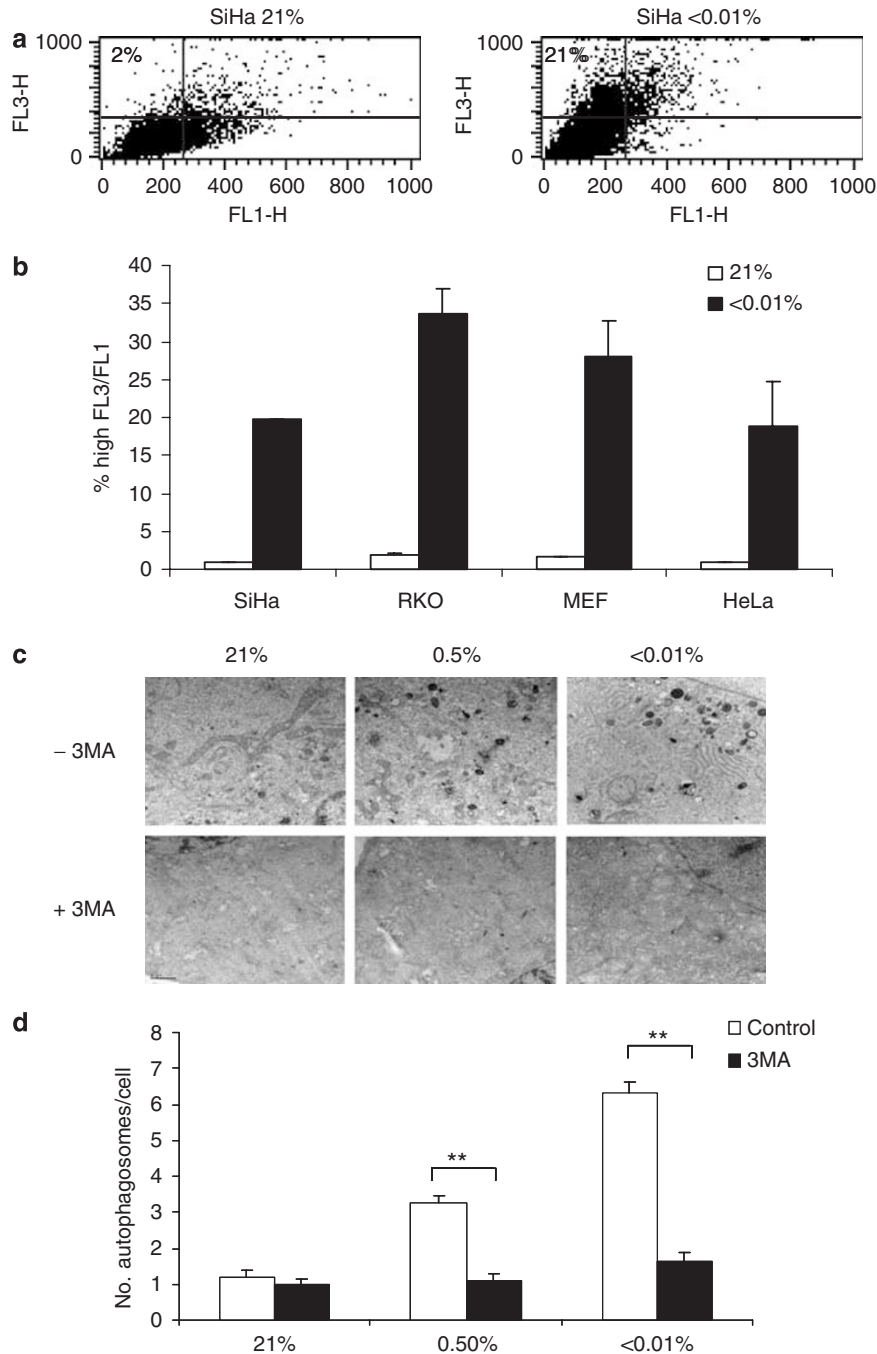 a
SiHa 21%
SiHa <0.01%
1000
2%
FL3-H
0
0 200 400 600 800 1000
FL1-H
1000
21%
FL3-H
0
0 200 400 600 800 1000
FL1-H
b
% high FL3/FL1
40
35
30
25
20
15
10
5
0
21%
<0.01%
SiHa RKO MEF HeLa
c
21% 0.5% <0.01%
– 3MA
+ 3MA
d
No. autophagosomes/cell
8
7
6
5
4
3
2
1
0
Control
3MA
**
**
21% 0.50% <0.01%